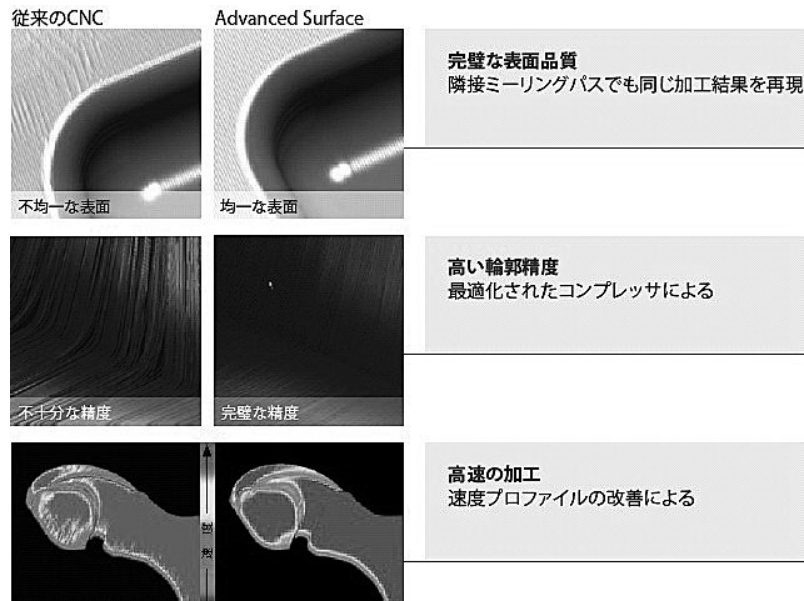 従来のCNC
Advanced Surface
完璧な表面品質
隣接ミーリングパスでも同じ加工結果を再現
不均一な表面
均一な表面
高い輪郭精度
最適化されたコンプレッサによる
不十分な精度
完璧な精度
高速の加工
速度プロファイルの改善による
速度